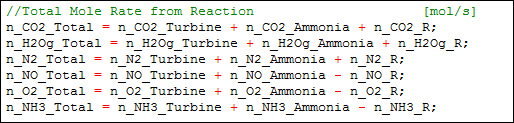 //Total Mole Rate from Reaction [mol/s]
n_CO2_Total = n_CO2_Turbine + n_CO2_Ammonia + n_CO2_R;
n_H2Og_Total = n_H2Og_Turbine + n_H2Og_Ammonia + n_H2Og_R;
n_N2_Total = n_N2_Turbine + n_N2_Ammonia + n_N2_R;
n_NO_Total = n_NO_Turbine + n_NO_Ammonia - n_NO_R;
n_O2_Total = n_O2_Turbine + n_O2_Ammonia - n_O2_R;
n_NH3_Total = n_NH3_Turbine + n_NH3_Ammonia - n_NH3_R;